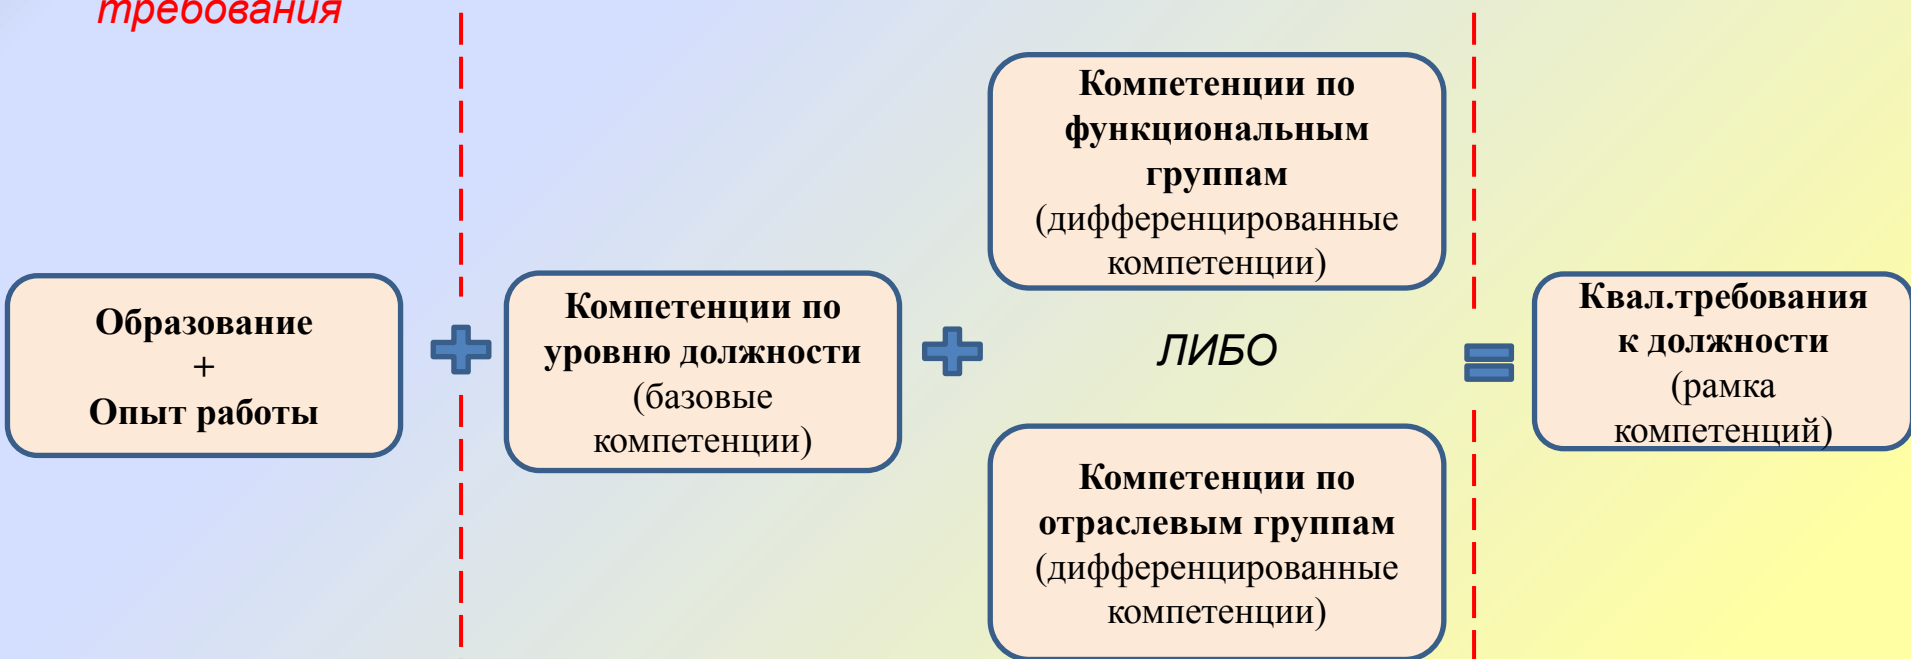 требования
Образование
+
Опыт работы
Компетенции по
уровню должности
(базовые
компетенции)
Компетенции по
функциональным
группам
(дифференцированные
компетенции)
ЛИБО
Компетенции по
отраслевым группам
(дифференцированные
компетенции)
Квал.требования
к должности
(рамка
компетенций)